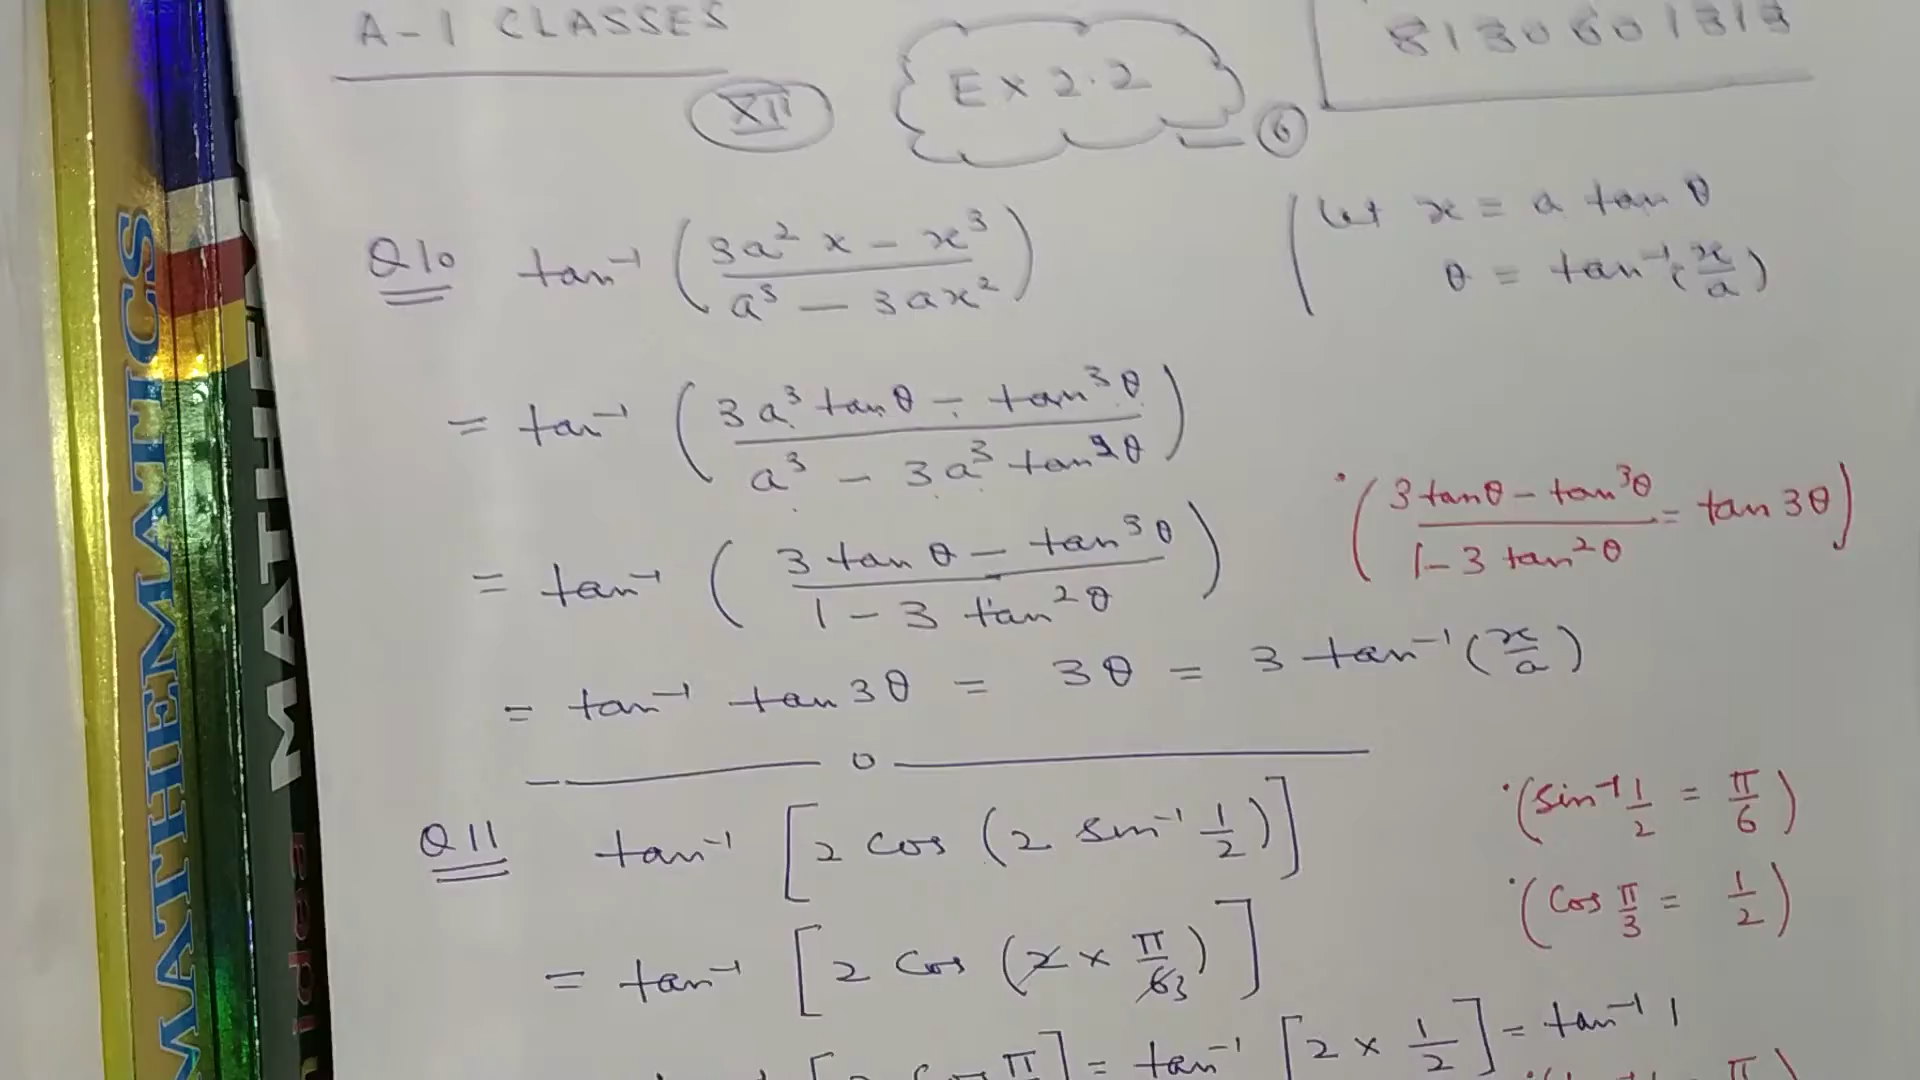 A-1 CLASSES
8130601313
XII
Ex 2.2
6
Q10 tan⁻¹ (3a²x - x³ / a³ - 3ax²)
(Let x = a tan θ
θ = tan⁻¹(x/a)
= tan⁻¹ (3a³ tanθ - tan³θ / a³ - 3a³ tan²θ)
= tan⁻¹ (3 tan θ - tan³θ / 1 - 3 tan²θ)
(3 tanθ - tan³θ / 1 - 3 tan²θ = tan 3θ)
= tan⁻¹ tan 3θ = 3θ = 3 tan⁻¹(x/a)
Q11 tan⁻¹ [2 cos (2 sin⁻¹ 1/2)]
(sin⁻¹ 1/2 = π/6)
(Cos π/3 = 1/2)
= tan⁻¹ [2 cos (2 × π/63)]
= tan⁻¹ [2 × 1/2] = tan⁻¹ 1
MATHEMATICS
MATHE